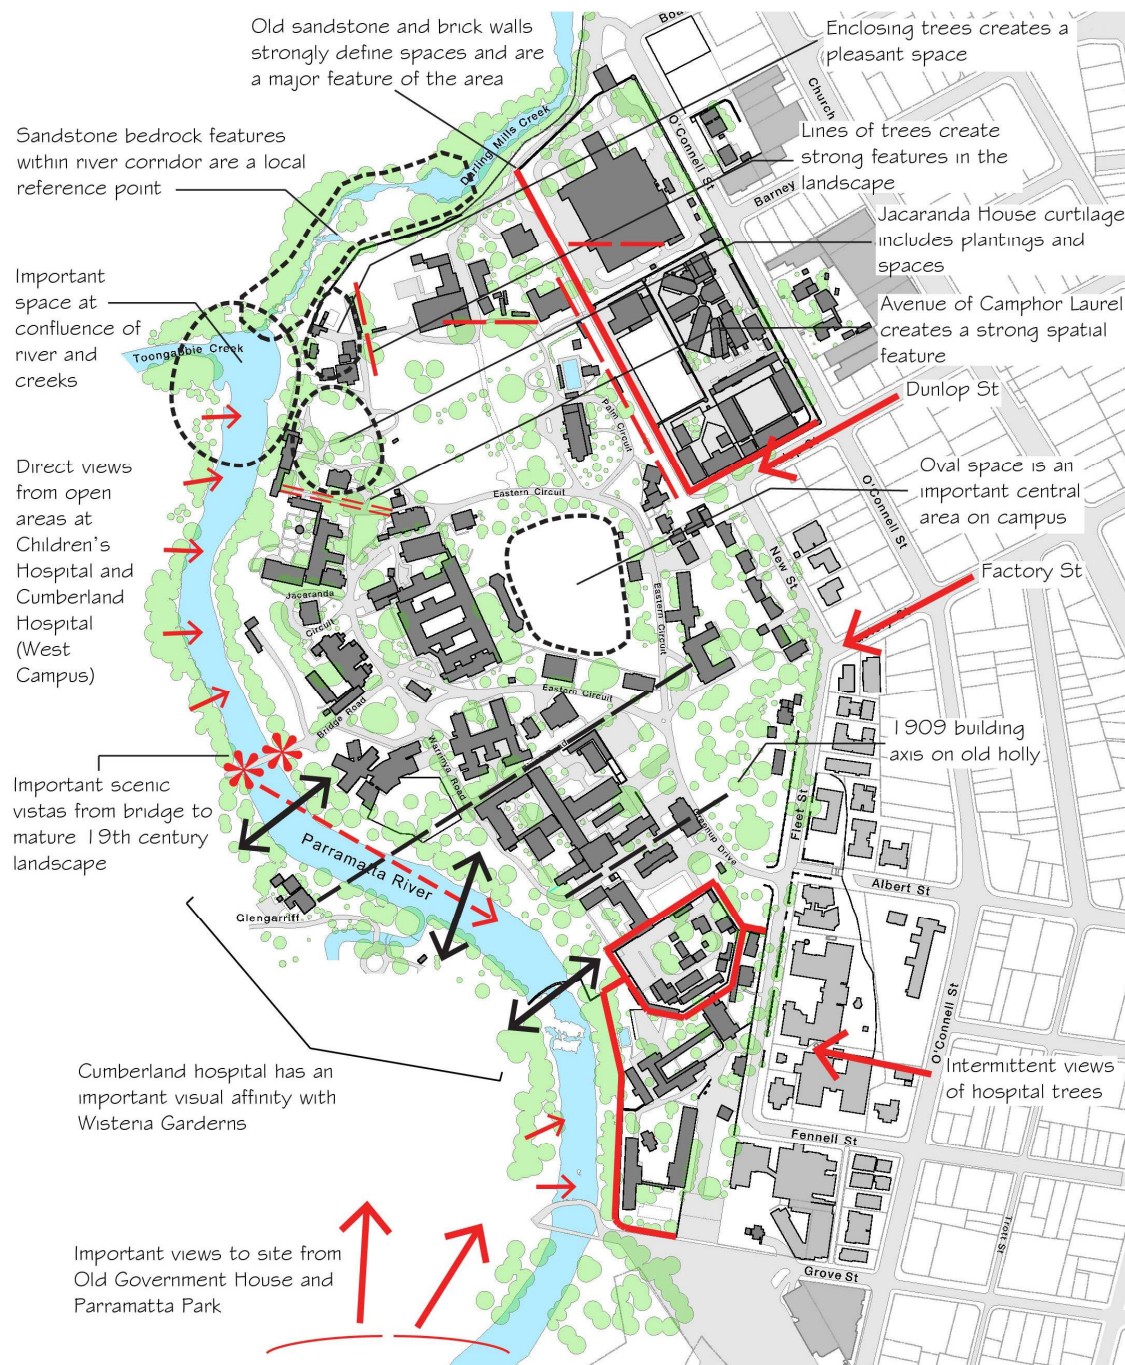 Old sandstone and brick walls
strongly define spaces and are
a major feature of the area
Enclosing trees creates a
pleasant space
Sandstone bedrock features
within river corridor are a local
reference point
Lines of trees create
strong features in the
landscape
Jacaranda House curtilage
includes plantings and
spaces
Avenue of Camphor Laurel
creates a strong spatial
feature
Important
space at
confluence of
river and
creeks
Dunlop St
Direct views
from open
areas at
Children's
Hospital and
Cumberland
Hospital
(West
Campus)
Oval space is an
important central
area on campus
Factory St
1909 building
axis on old holly
Important scenic
vistas from bridge to
mature 19th century
landscape
Cumberland hospital has an
important visual affinity with
Wisteria Garderns
Intermittent views
of hospital trees
Important views to site from
Old Government House and
Parramatta Park
Darling Mills Creek
Toongabbie Creek
Parramatta River
O'Connell St
Church
Barney
Palm Circuit
Eastern Circuit
Eastern Circuit
Eastern Circuit
Jacaranda
Circuit
Bridge Road
New St
O'Connell St
Fleet St
Albert St
Glengarriff
O'Connell St
Fennell St
Trott St
Grove St